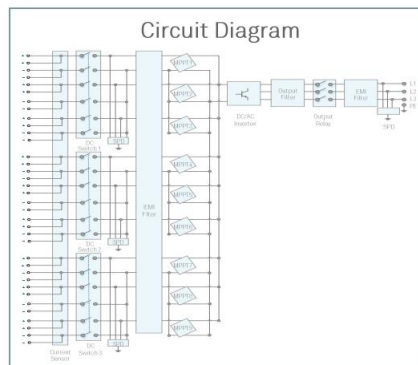 Circuit Diagram
MPPT1
MPPT2
MPPT3
SPD
DC
Switch 1
MPPT4
MPPT5
MPPT6
SPD
DC
Switch 2
EMI
Filter
MPPT7
MPPT8
MPPT9
SPD
Current
Sensor
DC
Switch 3
DC/AC
Inverter
Output
Filter
Output
Relay
EMI
Filter
SPD
L1
L2
L3
PE